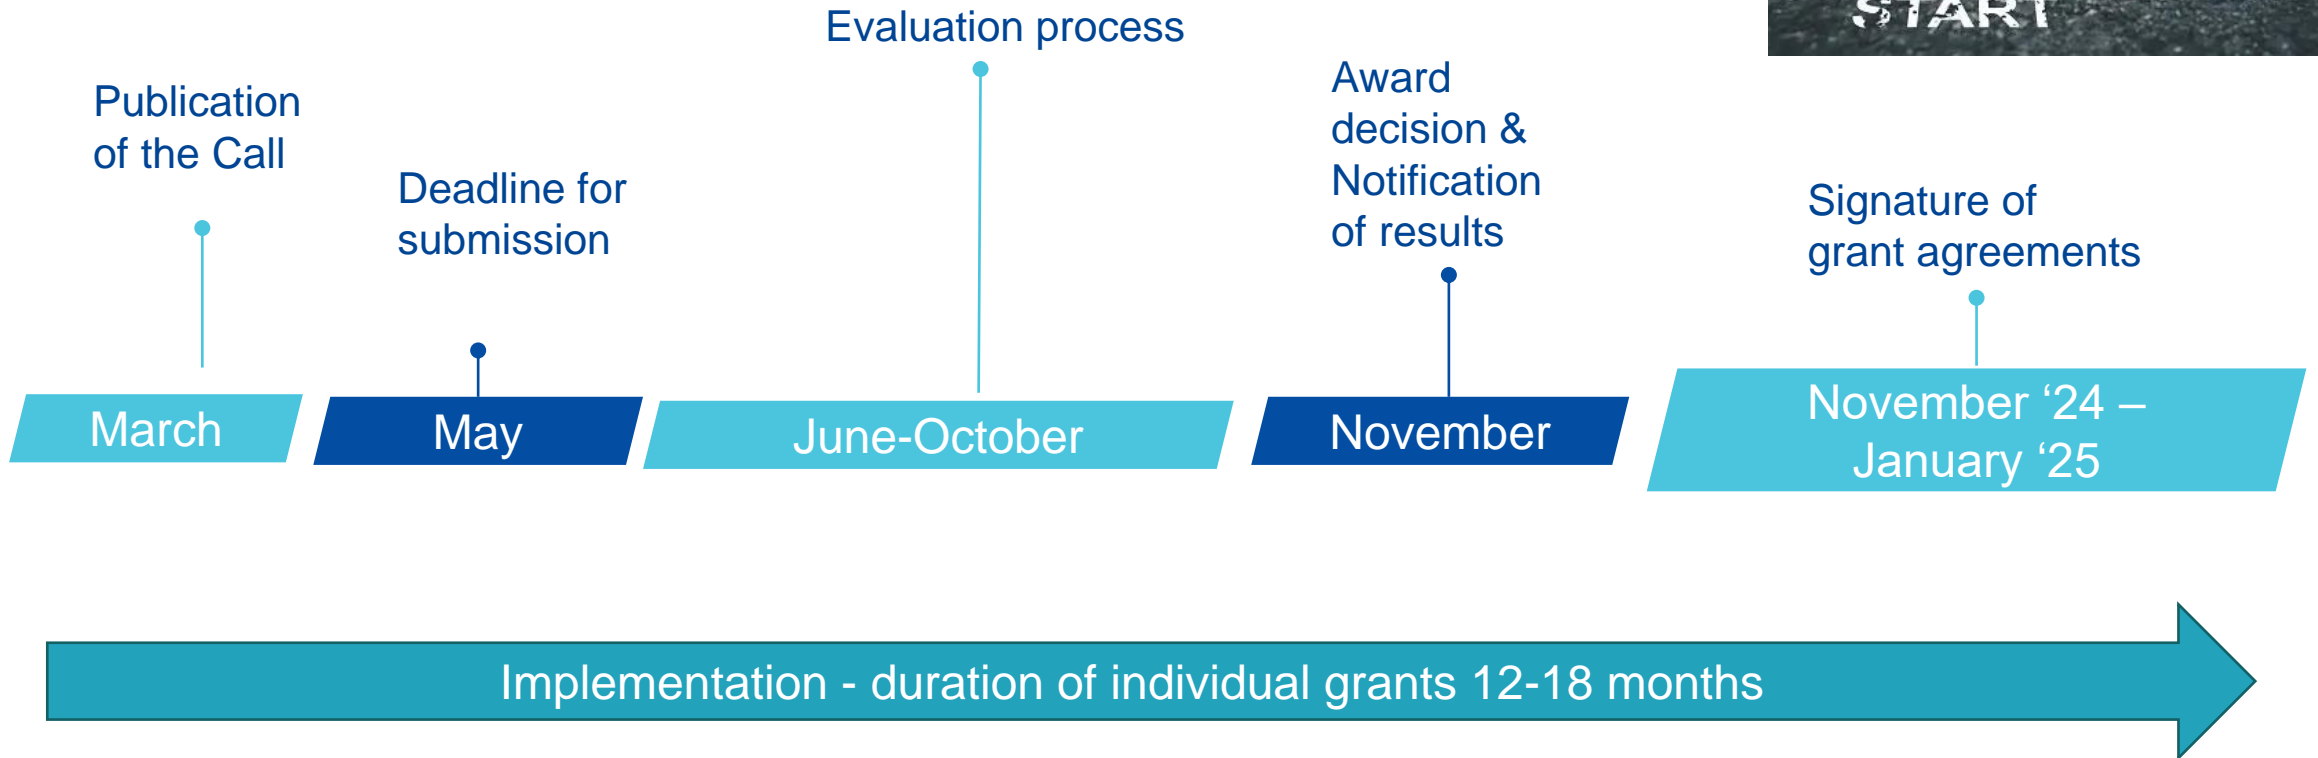 START
Evaluation process
Publication
of the Call
Deadline for
submission
Award
decision &
Notification
of results
Signature of
grant agreements
March
May
June-October
November
November ‘24 –
January ‘25
Implementation - duration of individual grants 12-18 months